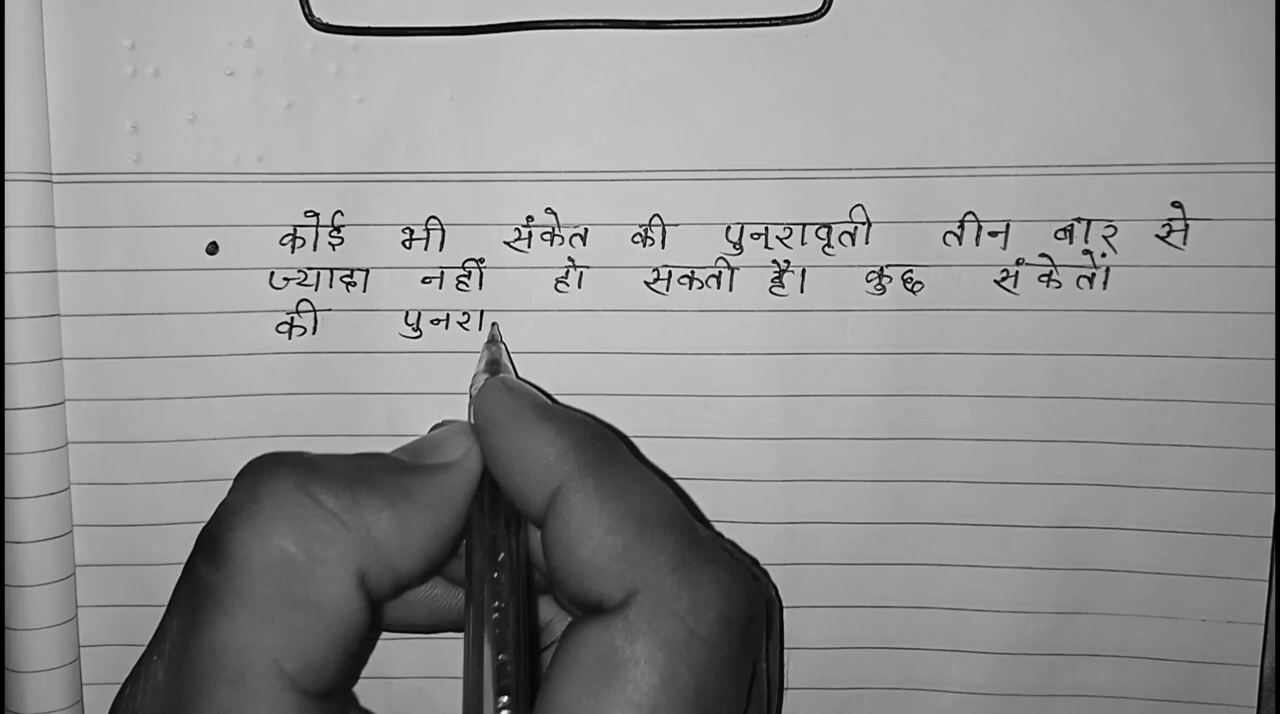 • कोई भी संकेत की पुनरावृती तीन बार से
ज्यादा नहीं हो सकती है। कुछ संकेतों
की पुनरा